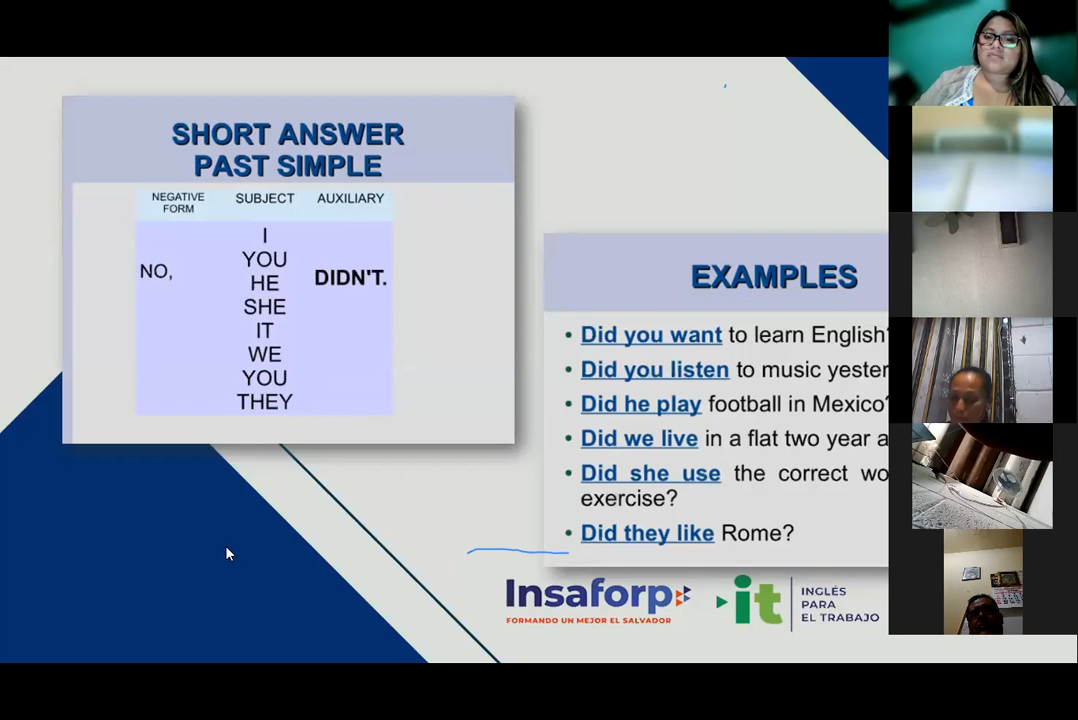 SHORT ANSWER
PAST SIMPLE
NEGATIVE
FORM
SUBJECT
AUXILIARY
NO,
I
YOU
HE
SHE
IT
WE
YOU
THEY
DIDN'T.
EXAMPLES
• Did you want to learn English?
• Did you listen to music yester
• Did he play football in Mexico?
• Did we live in a flat two year a
• Did she use the correct wo
exercise?
• Did they like Rome?
Insaforp
FORMANDO UN MEJOR EL SALVADOR
it
INGLÉS
PARA
EL TRABAJO